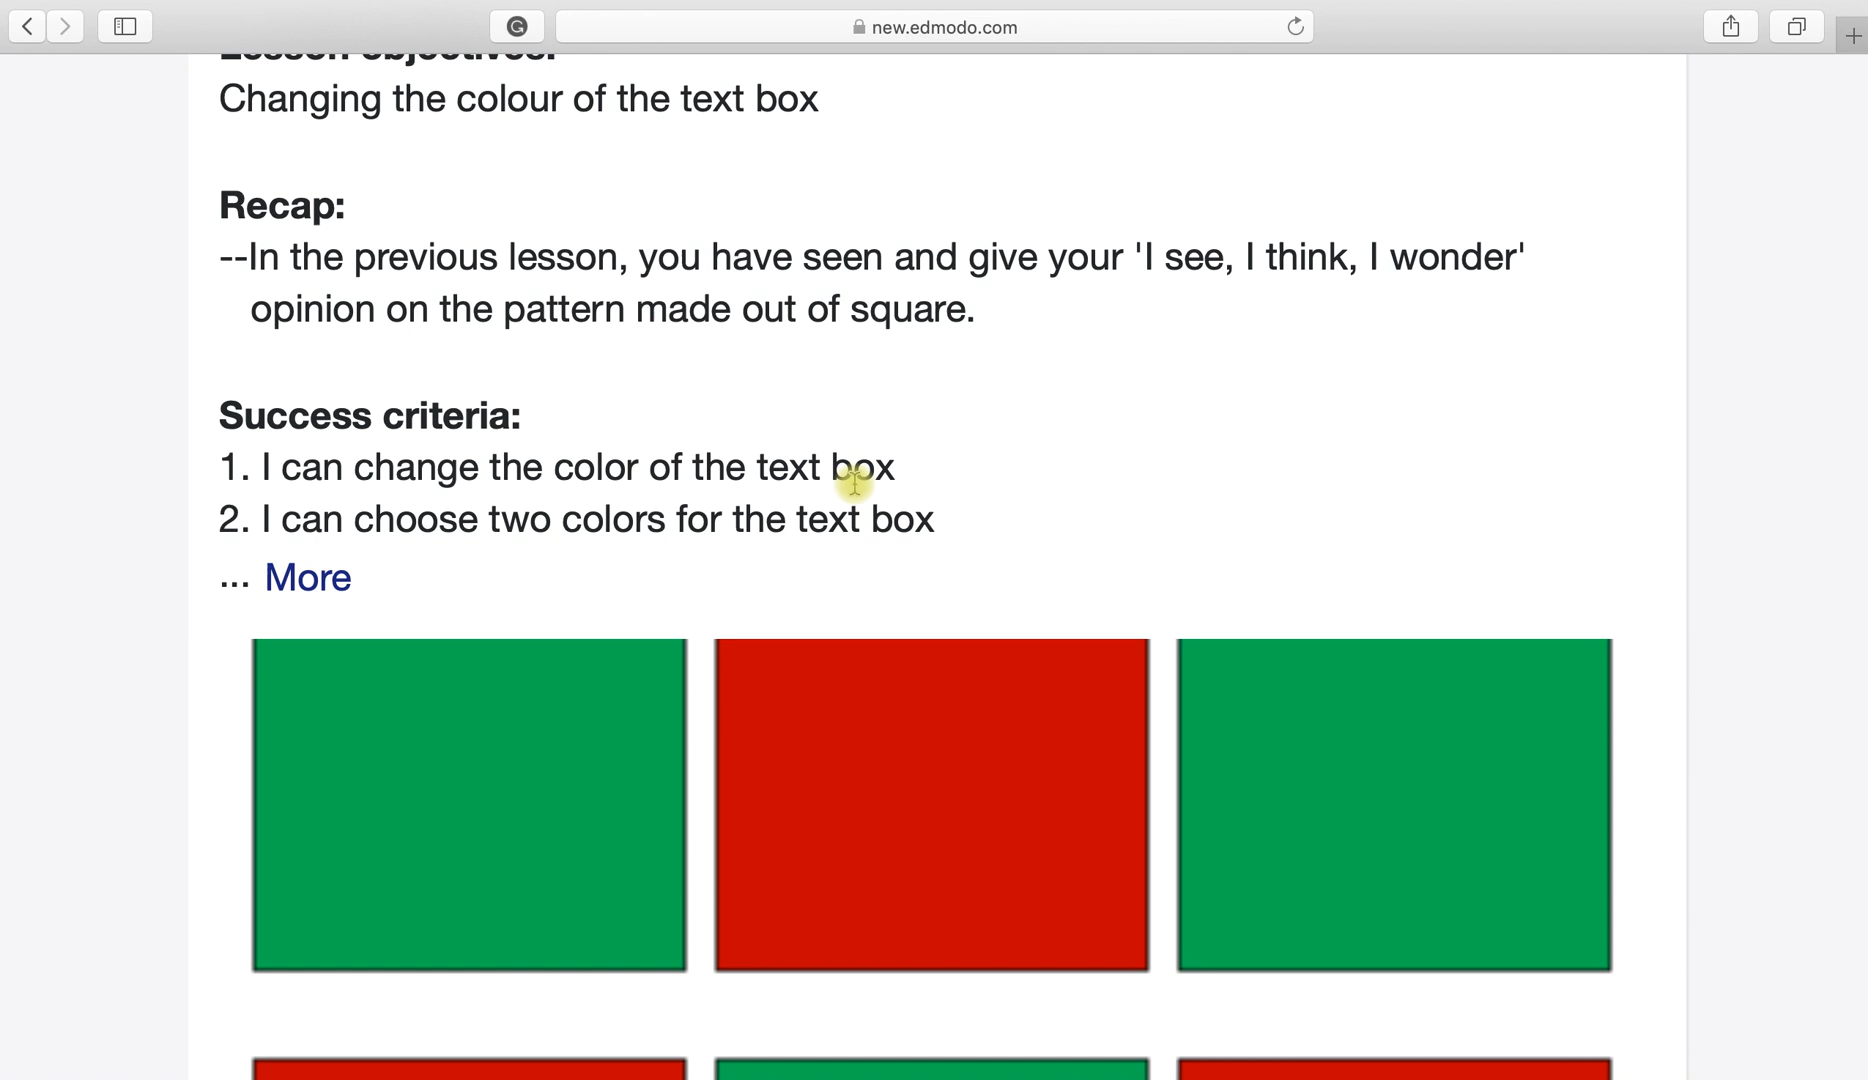 new.edmodo.com
Lesson objectives:
Changing the colour of the text box
Recap:
--In the previous lesson, you have seen and give your 'I see, I think, I wonder'
opinion on the pattern made out of square.
Success criteria:
1. I can change the color of the text box
2. I can choose two colors for the text box
... More